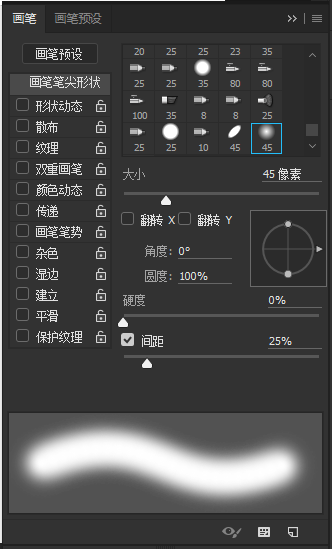 画笔 画笔预设
画笔预设
画笔笔尖形状
形状动态
散布
纹理
双重画笔
颜色动态
传递
画笔笔势
杂色
湿边
建立
平滑
保护纹理
20 25 25 23 35
25 25 35 80 80
100 35 8 8 25
25 25 10 45 45
大小 45 像素
翻转 X 翻转 Y
角度: 0°
圆度: 100%
硬度 0%
间距 25%